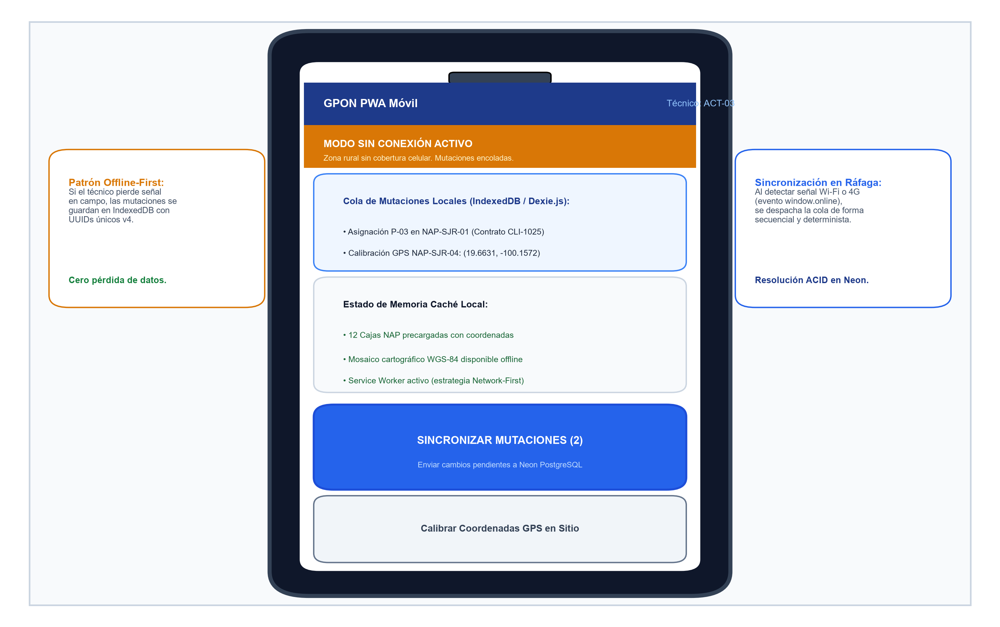 GPON PWA Móvil
Técnico: ACT-03
MODO SIN CONEXIÓN ACTIVO
Zona rural sin cobertura celular. Mutaciones encoladas.
Patrón Offline-First:
Si el técnico pierde señal
en campo, las mutaciones se
guardan en IndexedDB con
UUIDs únicos v4.
Cero pérdida de datos.
Cola de Mutaciones Locales (IndexedDB / Dexie.js):
• Asignación P-03 en NAP-SJR-01 (Contrato CLI-1025)
• Calibración GPS NAP-SJR-04: (19.6631, -100.1572)
Estado de Memoria Caché Local:
• 12 Cajas NAP precargadas con coordenadas
• Mosaico cartográfico WGS-84 disponible offline
• Service Worker activo (estrategia Network-First)
SINCRONIZAR MUTACIONES (2)
Enviar cambios pendientes a Neon PostgreSQL
Calibrar Coordenadas GPS en Sitio
Sincronización en Ráfaga:
Al detectar señal Wi-Fi o 4G
(evento window.online),
se despacha la cola de forma
secuencial y determinista.
Resolución ACID en Neon.